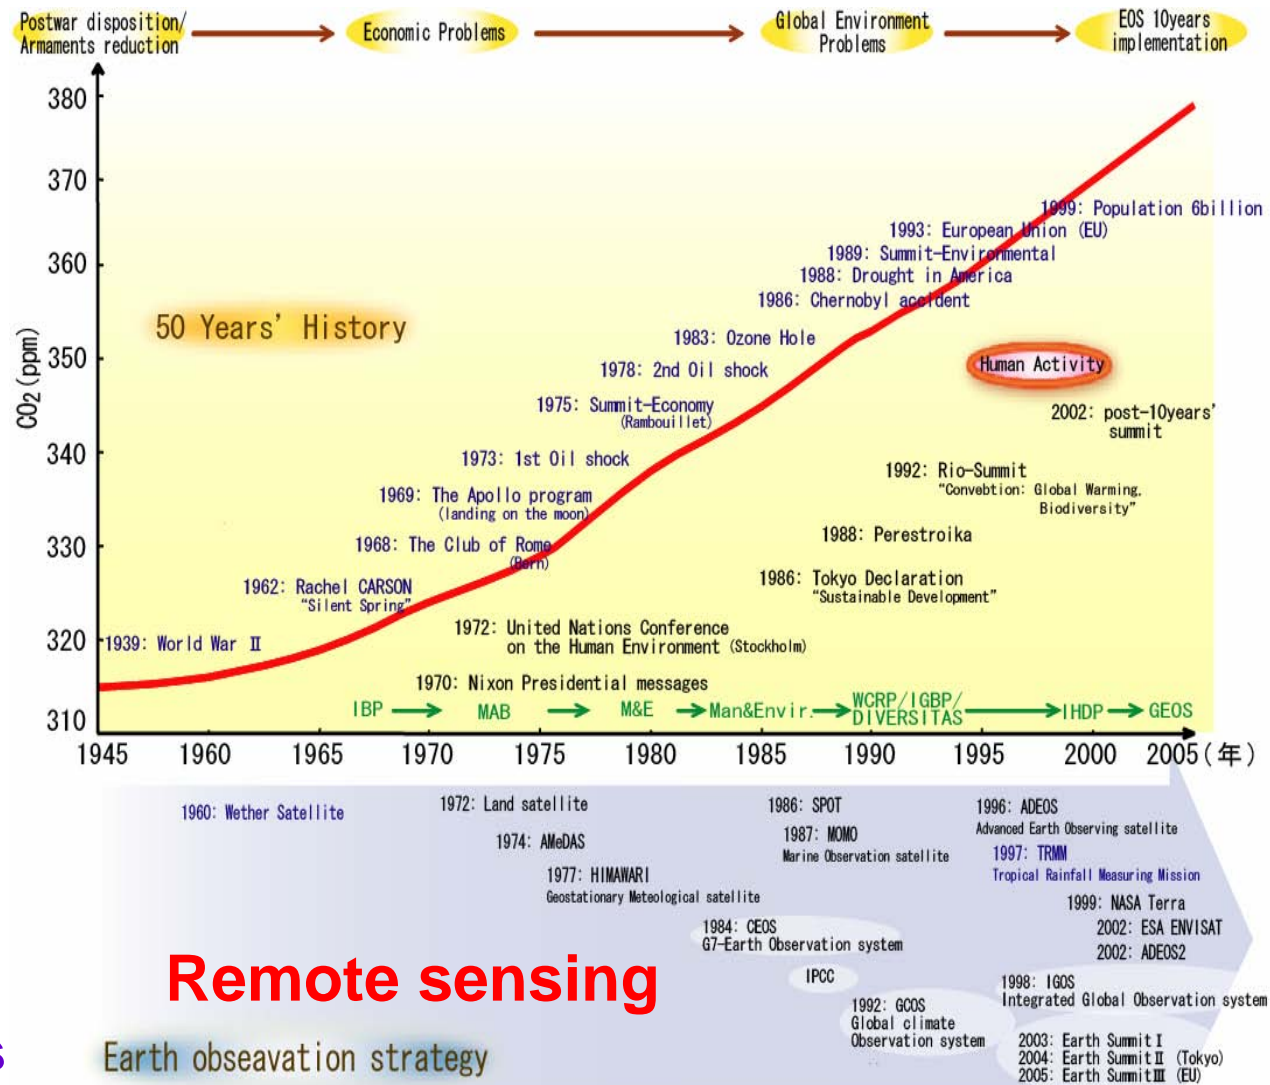 Postwar disposition/
Armaments reduction
Economic Problems
Global Environment
Problems
EOS 10years
implementation
380
370
360
350
340
330
320
310
CO2(ppm)
50 Years' History
1999: Population 6billion
1993: European Union (EU)
1989: Summit-Environmental
1988: Drought in America
1986: Chernobyl accident
1983: Ozone Hole
1978: 2nd Oil shock
1975: Summit-Economy
(Rambouillet)
1973: 1st Oil shock
1969: The Apollo program
(landing on the moon)
1968: The Club of Rome
(Born)
1962: Rachel CARSON
"Silent Spring"
1939: World War Ⅱ
Human Activity
2002: post-10years'
summit
1992: Rio-Summit
"Convebtion: Global Warming.
Biodiversity"
1988: Perestroika
1986: Tokyo Declaration
"Sustainable Development"
1972: United Nations Conference
on the Human Environment (Stockholm)
1970: Nixon Presidential messages
IBP
MAB
M&E
Man&Envir.
WCRP/IGBP/
DIVERSITAS
IHDP
GEOS
1945 1960 1965 1970 1975 1980 1985 1990 1995 2000 2005(年)
1960: Wether Satellite
1972: Land satellite
1974: AMeDAS
1977: HIMAWARI
Geostationary Meteological satellite
1986: SPOT
1987: MOMO
Marine Observation satellite
1984: CEOS
G7-Earth Observation system
IPCC
1992: GCOS
Global climate
Observation system
1996: ADEOS
Advanced Earth Observing satellite
1997: TRMM
Tropical Rainfall Measuring Mission
1999: NASA Terra
2002: ESA ENVISAT
2002: ADEOS2
1998: IGOS
Integrated Global Observation system
2003: Earth Summit Ⅰ
2004: Earth Summit Ⅱ (Tokyo)
2005: Earth Summit Ⅲ (EU)
Remote sensing
Earth obseavation strategy
s